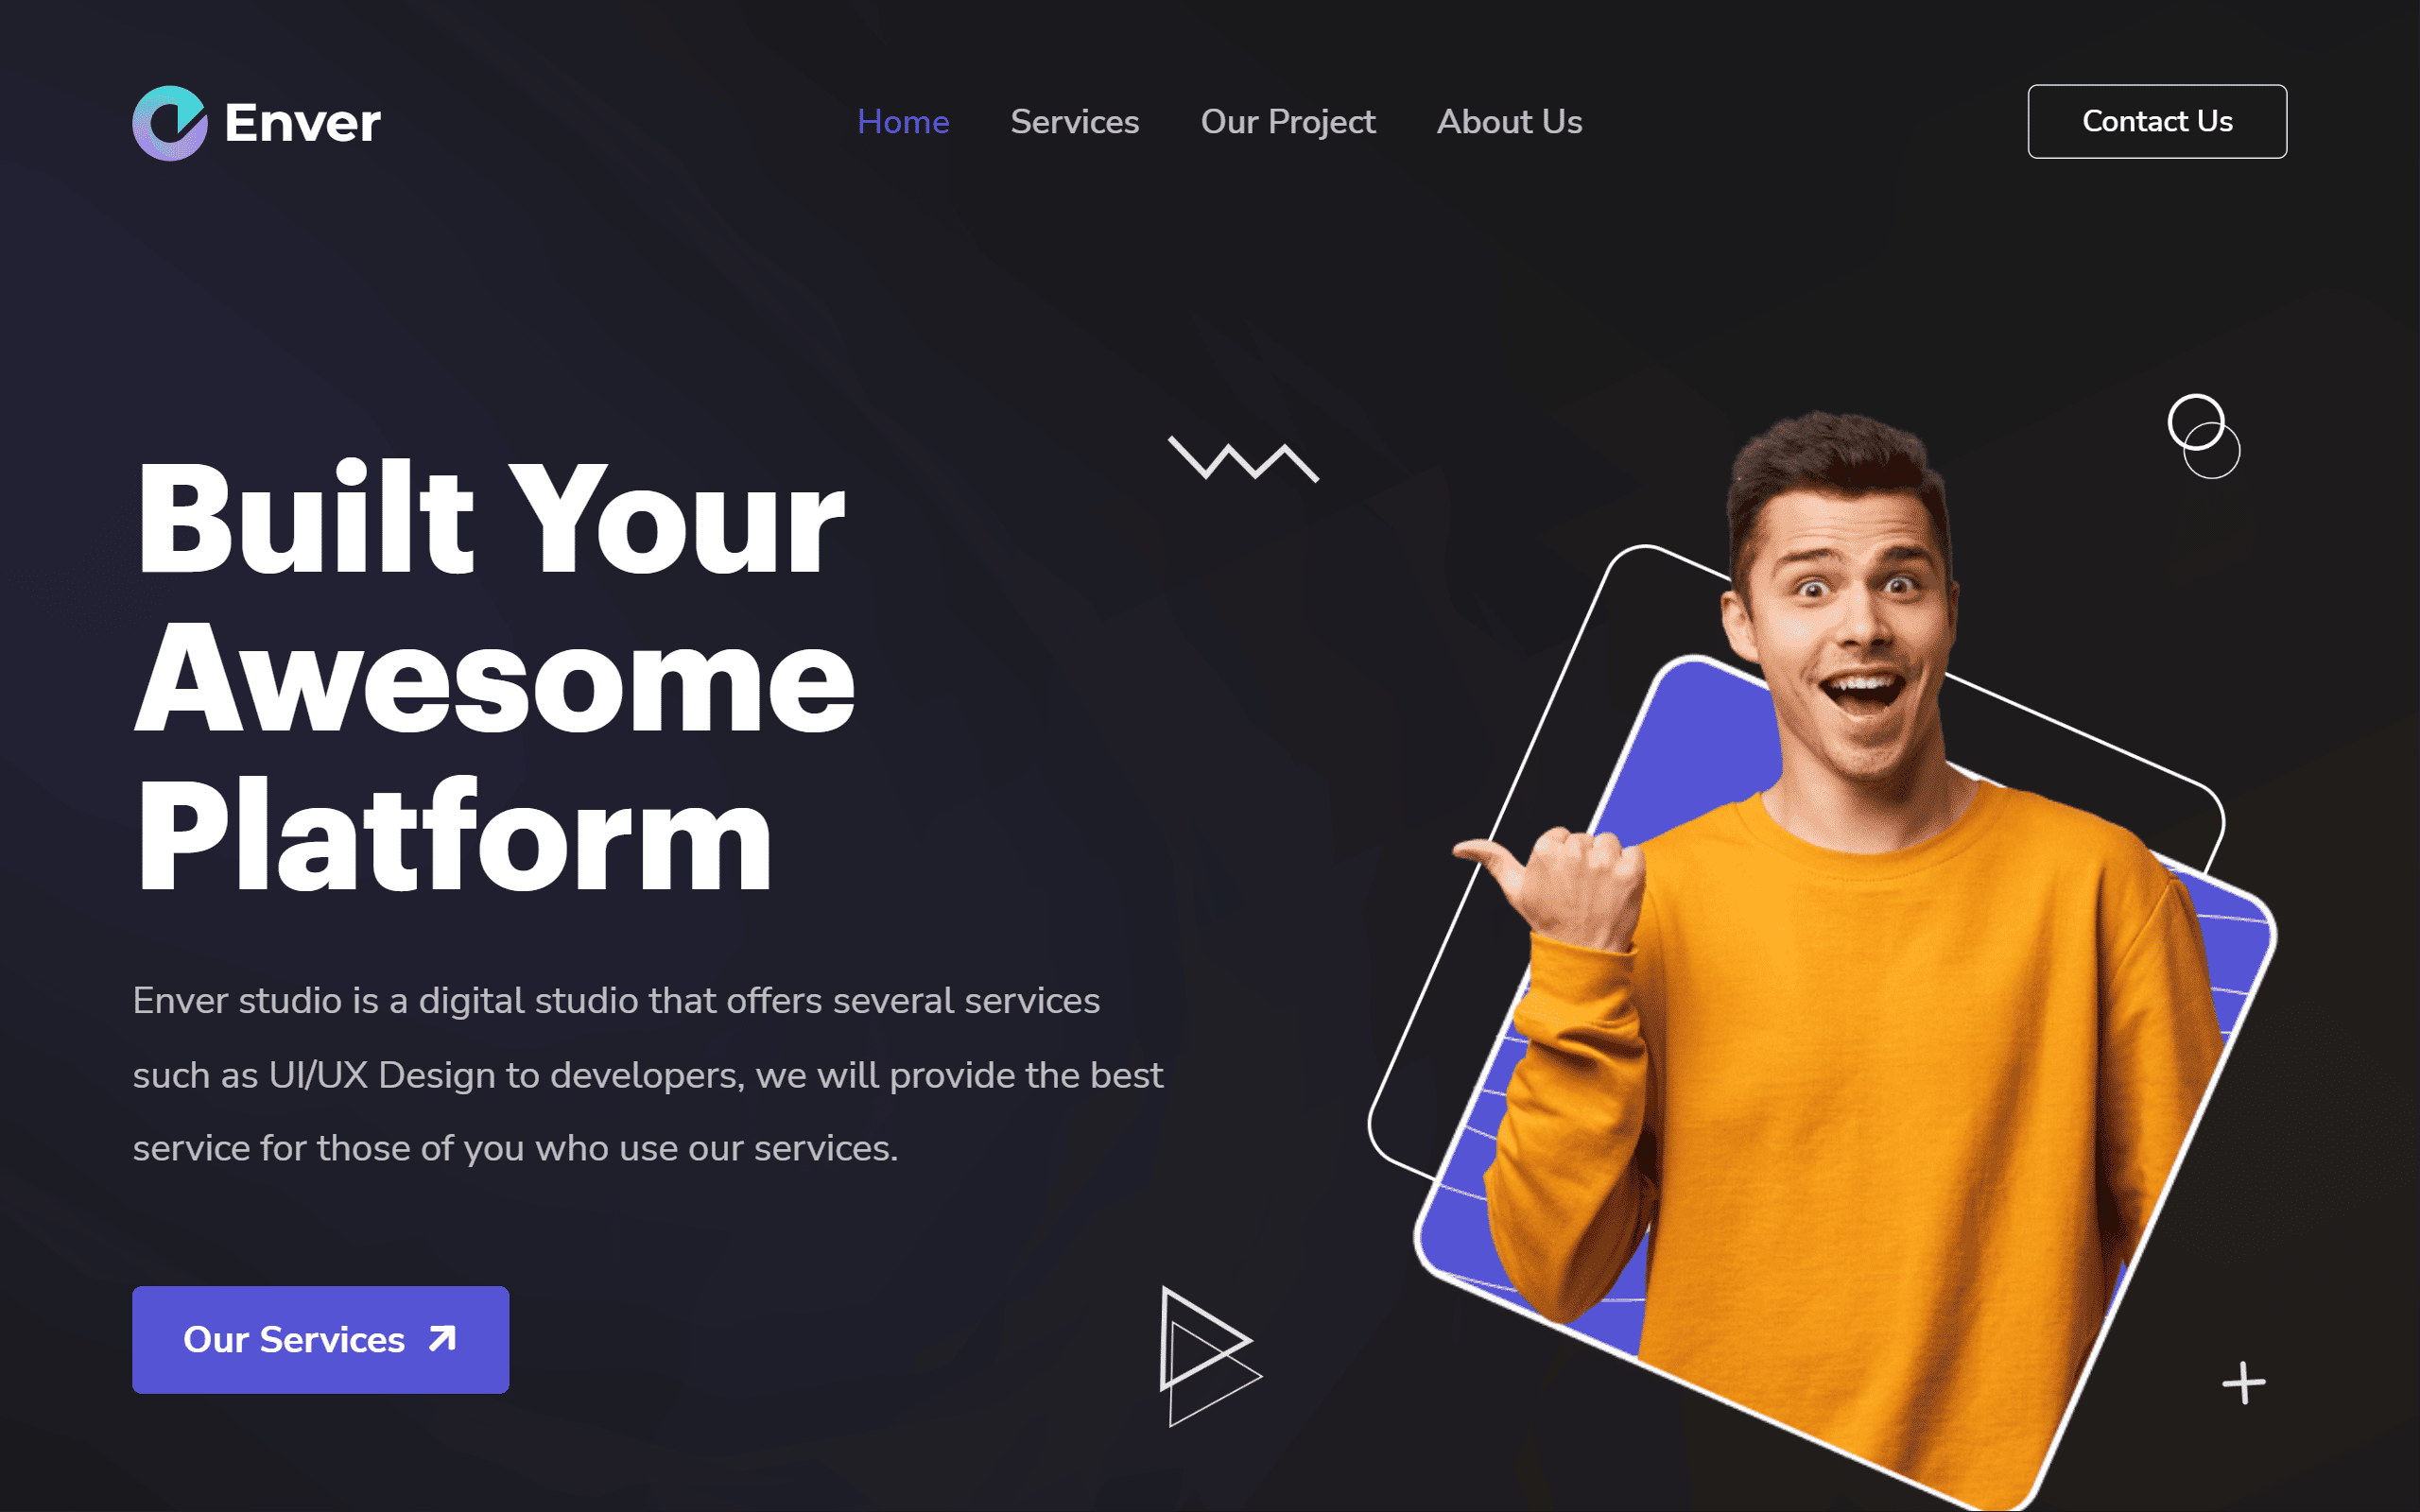 Enver
Home Services Our Project About Us
Contact Us
Built Your
Awesome
Platform
Enver studio is a digital studio that offers several services
such as UI/UX Design to developers, we will provide the best
service for those of you who use our services.
Our Services